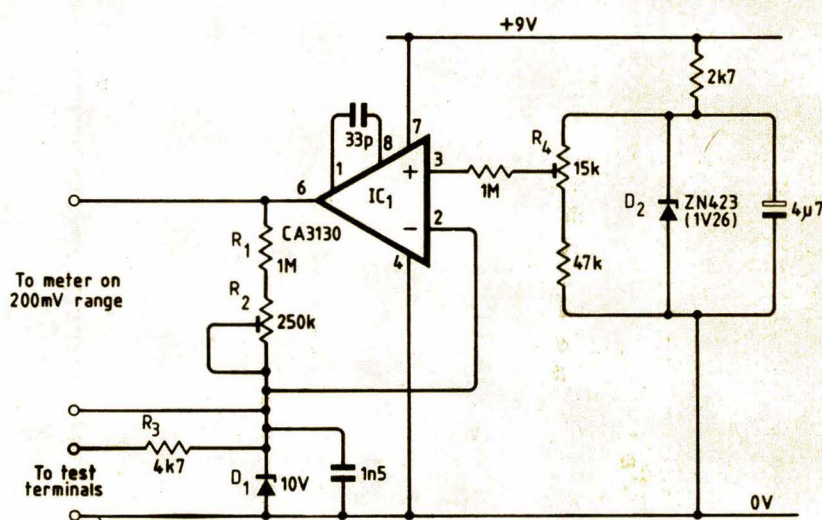 +9V
2k7
33p
8
7
1
3
R4
15k
1M
6
IC1
+
D2
ZN423
(1V26)
4µ7
2
−
CA3130
R1
1M
4
47k
To meter on
200mV range
R2
250k
R3
4k7
To test
terminals
D1
10V
1n5
0V